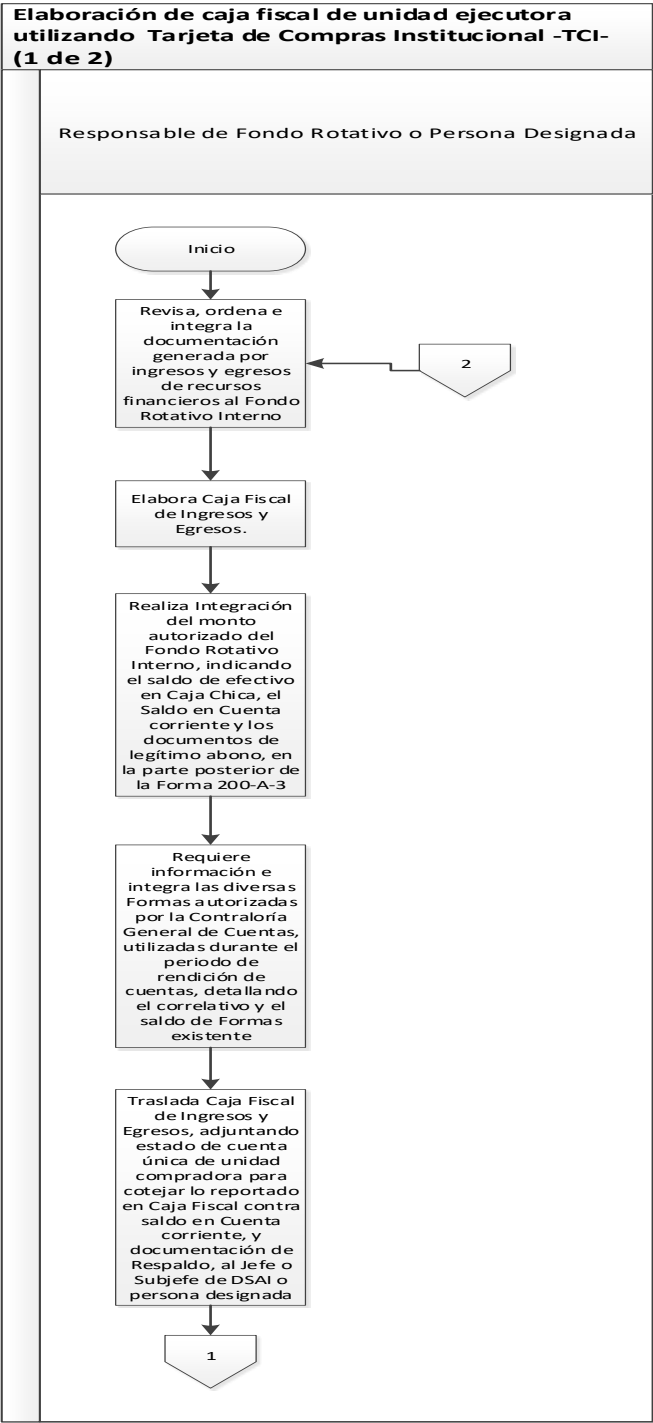 Elaboración de caja fiscal de unidad ejecutora
utilizando Tarjeta de Compras Institucional -TCI-
(1 de 2)
Responsable de Fondo Rotativo o Persona Designada
Inicio
Revisa, ordena e
integra la
documentación
generada por
ingresos y egresos
de recursos
financieros al Fondo
Rotativo Interno
2
Elabora Caja Fiscal
de Ingresos y
Egresos.
Realiza Integración
del monto
autorizado del
Fondo Rotativo
Interno, indicando
el saldo de efectivo
en Caja Chica, el
Saldo en Cuenta
corriente y los
documentos de
legítimo abono, en
la parte posterior de
la Forma 200-A-3
Requiere
información e
integra las diversas
Formas autorizadas
por la Contraloría
General de Cuentas,
utilizadas durante el
periodo de
rendición de
cuentas, detallando
el correlativo y el
saldo de Formas
existente
Traslada Caja Fiscal
de Ingresos y
Egresos, adjuntando
estado de cuenta
única de unidad
compradora para
cotejar lo reportado
en Caja Fiscal contra
saldo en Cuenta
corriente, y
documentación de
Respaldo, al Jefe o
Subjefe de DSAI o
persona designada
1